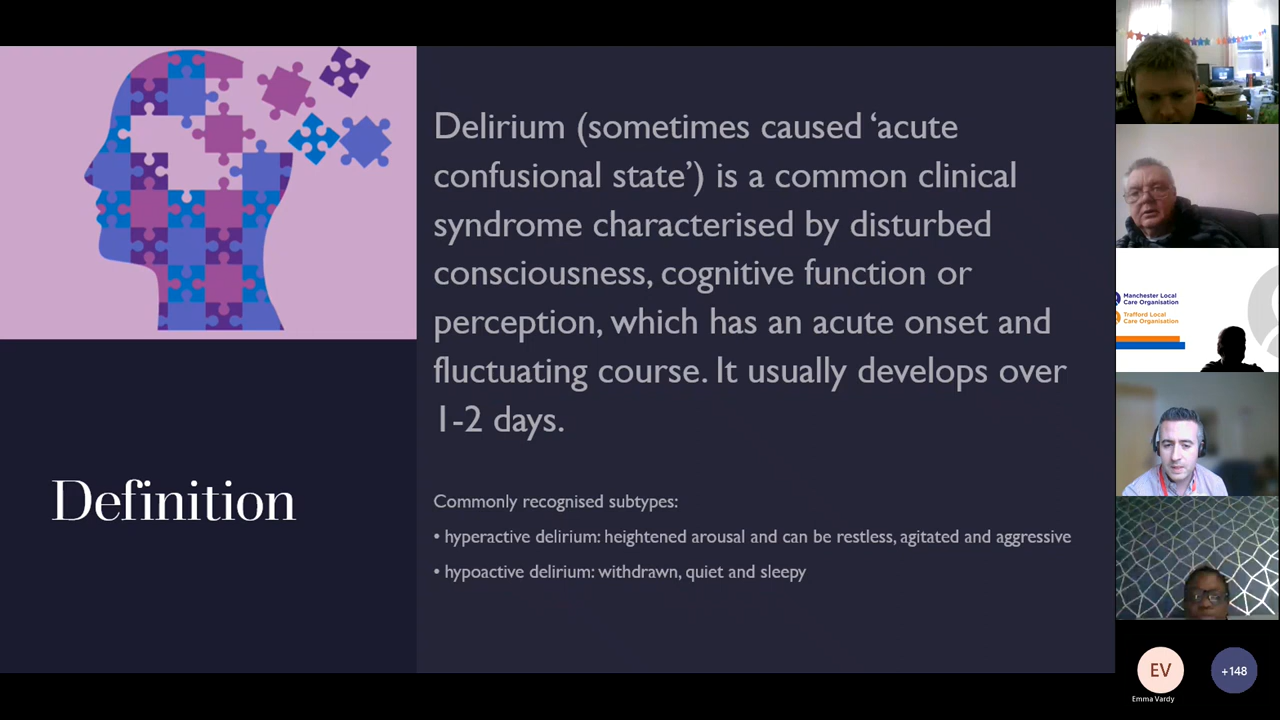 Delirium (sometimes caused ‘acute
confusional state’) is a common clinical
syndrome characterised by disturbed
consciousness, cognitive function or
perception, which has an acute onset and
fluctuating course. It usually develops over
1-2 days.
Definition
Commonly recognised subtypes:
• hyperactive delirium: heightened arousal and can be restless, agitated and aggressive
• hypoactive delirium: withdrawn, quiet and sleepy
Manchester Local
Care Organisation
Trafford Local
Care Organisation
EV
+148
Emma Vardy